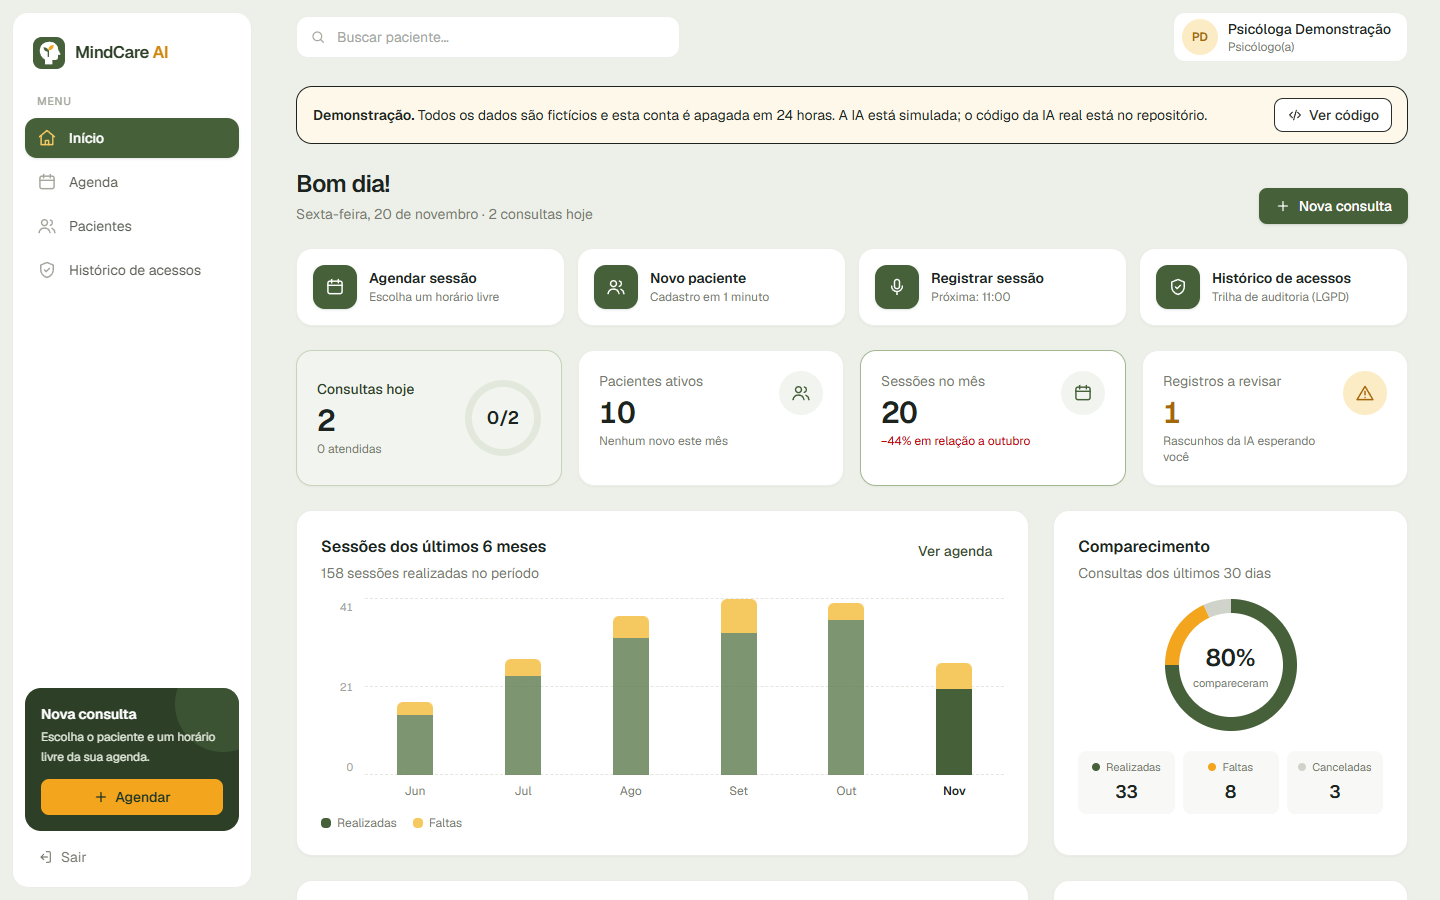 MindCare AI
MENU
Início
Agenda
Pacientes
Histórico de acessos
Nova consulta
Escolha o paciente e um horário
livre da sua agenda.
Agendar
Sair
Buscar paciente...
PD
Psicóloga Demonstração
Psicólogo(a)
Demonstração. Todos os dados são fictícios e esta conta é apagada em 24 horas. A IA está simulada; o código da IA real está no repositório.
Ver código
Bom dia!
Sexta-feira, 20 de novembro · 2 consultas hoje
Nova consulta
Agendar sessão
Escolha um horário livre
Novo paciente
Cadastro em 1 minuto
Registrar sessão
Próxima: 11:00
Histórico de acessos
Trilha de auditoria (LGPD)
Consultas hoje
2
0 atendidas
0/2
Pacientes ativos
10
Nenhum novo este mês
Sessões no mês
20
−44% em relação a outubro
Registros a revisar
1
Rascunhos da IA esperando
você
Sessões dos últimos 6 meses
158 sessões realizadas no período
Ver agenda
41
21
0
Jun
Jul
Ago
Set
Out
Nov
Realizadas
Faltas
Comparecimento
Consultas dos últimos 30 dias
80%
compareceram
Realizadas
33
Faltas
8
Canceladas
3